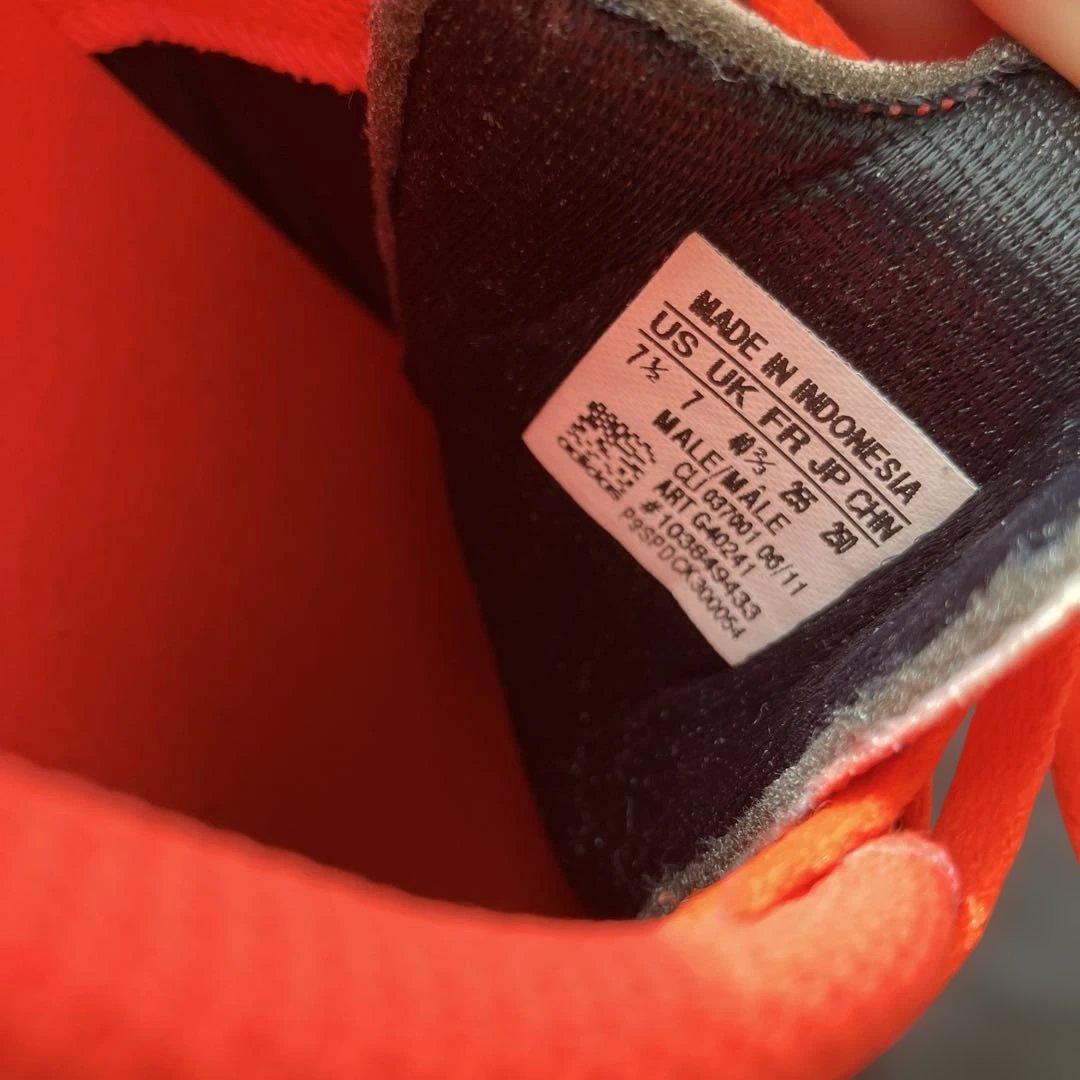 MADE IN INDONESIA
US UK FR JP CHN
7½ 7 40⅔ 255 250
MALE/MÂLE
CLI 037001 06/11
ART G40241
#103849433
P9SPDCK300054
adidas